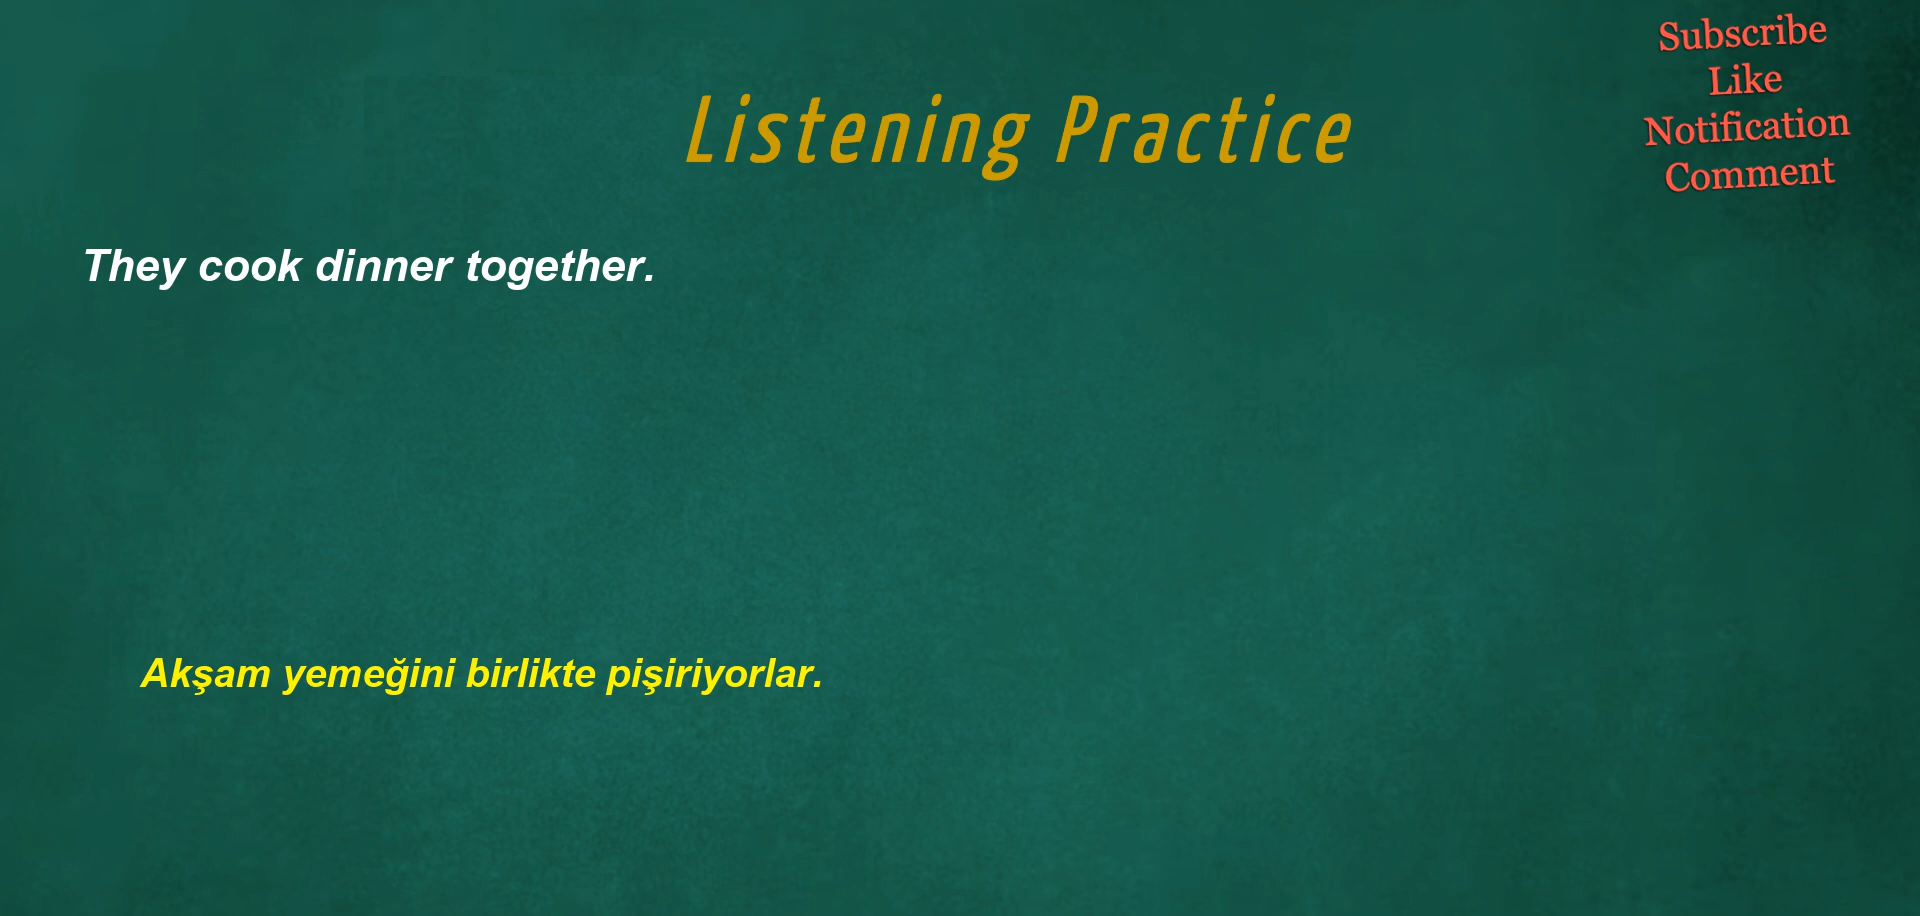 Subscribe
Like
Notification
Comment
Listening Practice
They cook dinner together.
Akşam yemeğini birlikte pişiriyorlar.